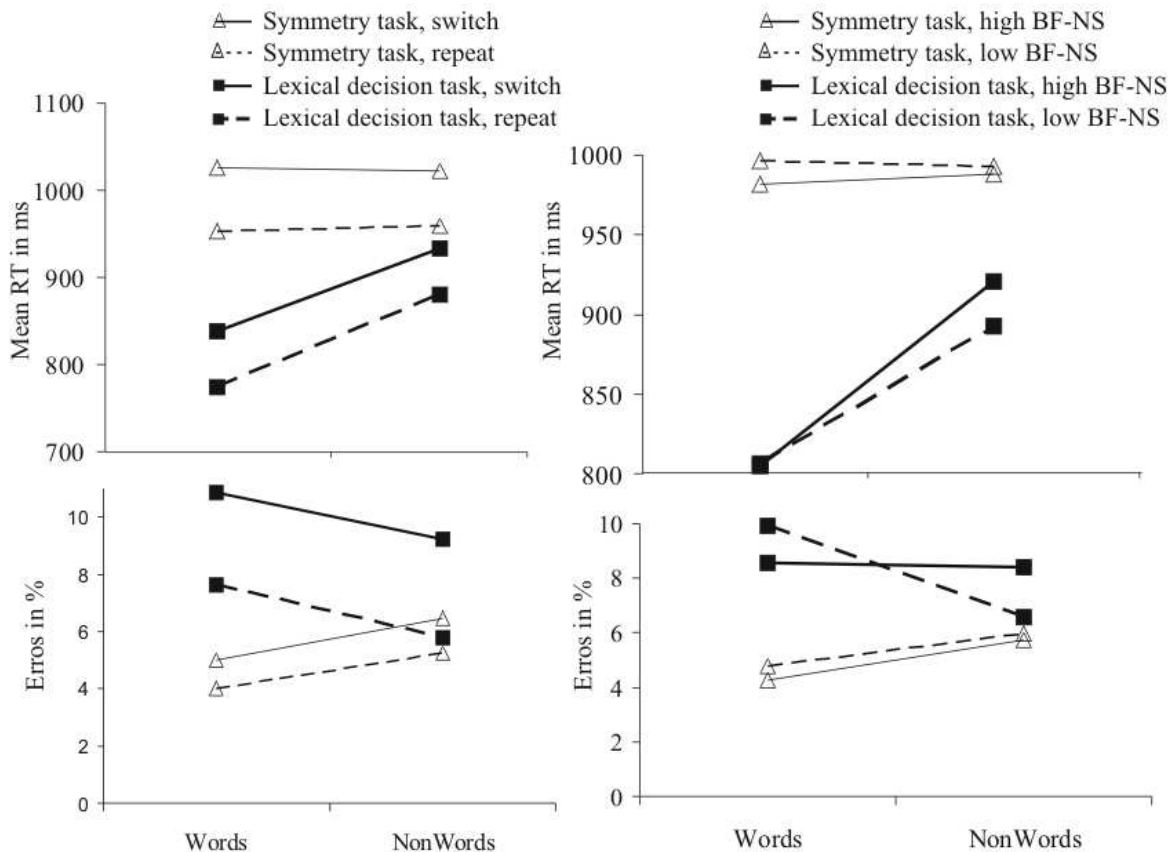 Symmetry task, switch
Symmetry task, repeat
Lexical decision task, switch
Lexical decision task, repeat
1100
1000
900
800
700
Mean RT in ms
10
8
6
4
2
0
Erros in %
Words
NonWords
Symmetry task, high BF-NS
Symmetry task, low BF-NS
Lexical decision task, high BF-NS
Lexical decision task, low BF-NS
1000
950
900
850
800
Mean RT in ms
10
8
6
4
2
0
Erros in %
Words
NonWords